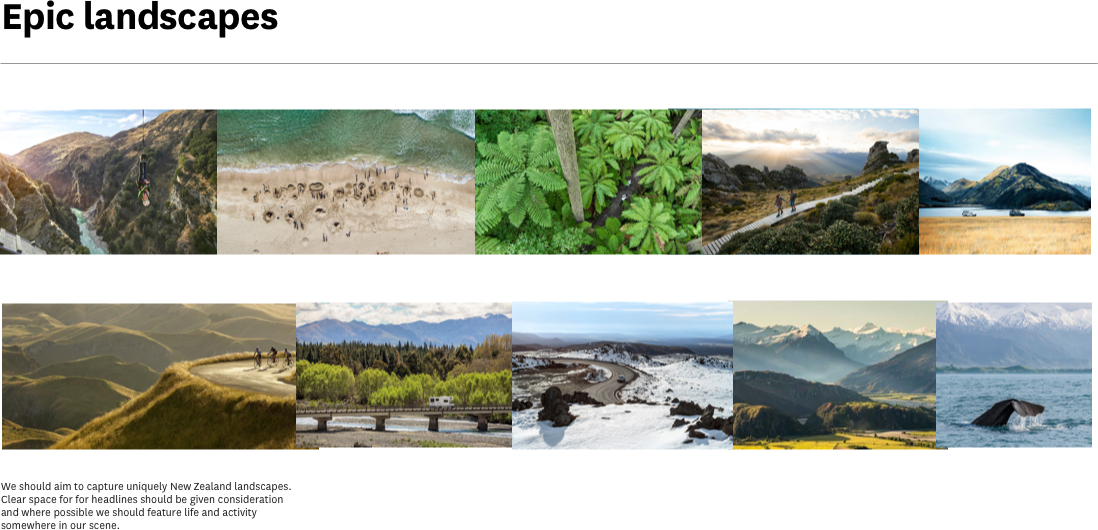 Epic landscapes
We should aim to capture uniquely New Zealand landscapes.
Clear space for for headlines should be given consideration
and where possible we should feature life and activity
somewhere in our scene.